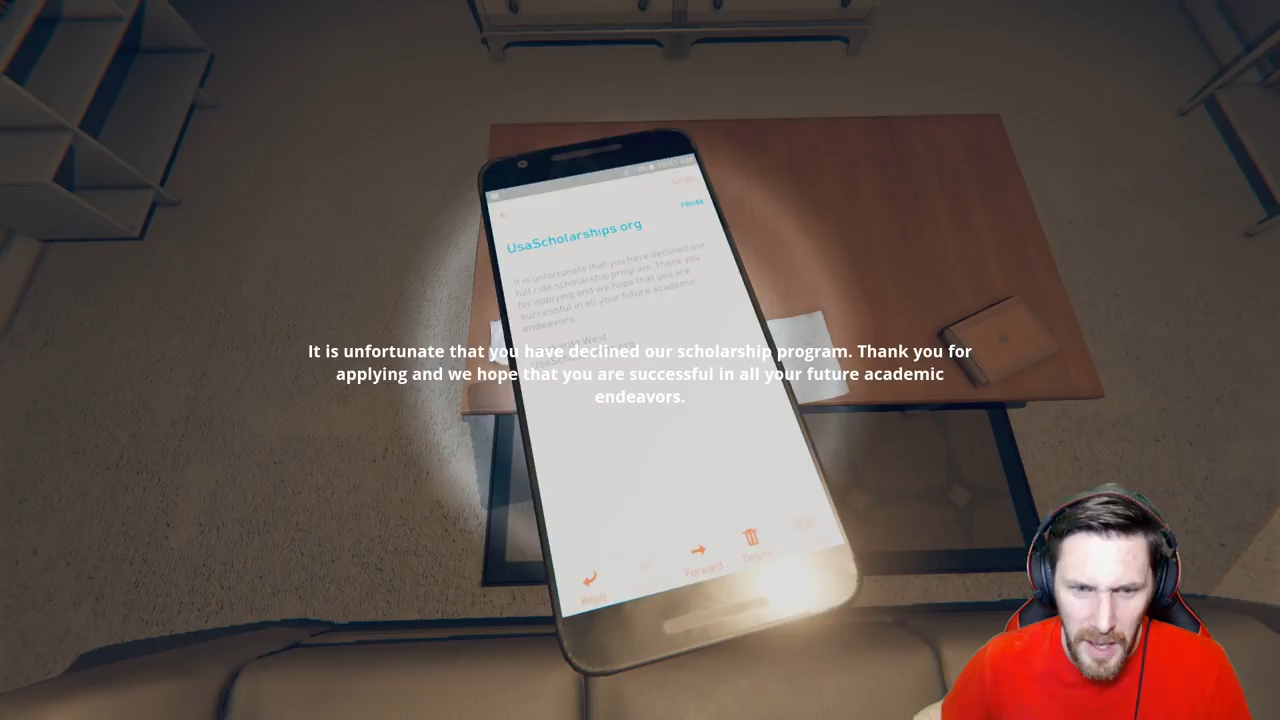 FROM
UsaScholarships.org
It is unfortunate that you have declined our
full ride scholarship program. Thank you
for applying and we hope that you are
successful in all your future academic
endeavors.
West
It is unfortunate that you have declined our scholarship program. Thank you for
applying and we hope that you are successful in all your future academic
endeavors.
Reply
Forward
Delete